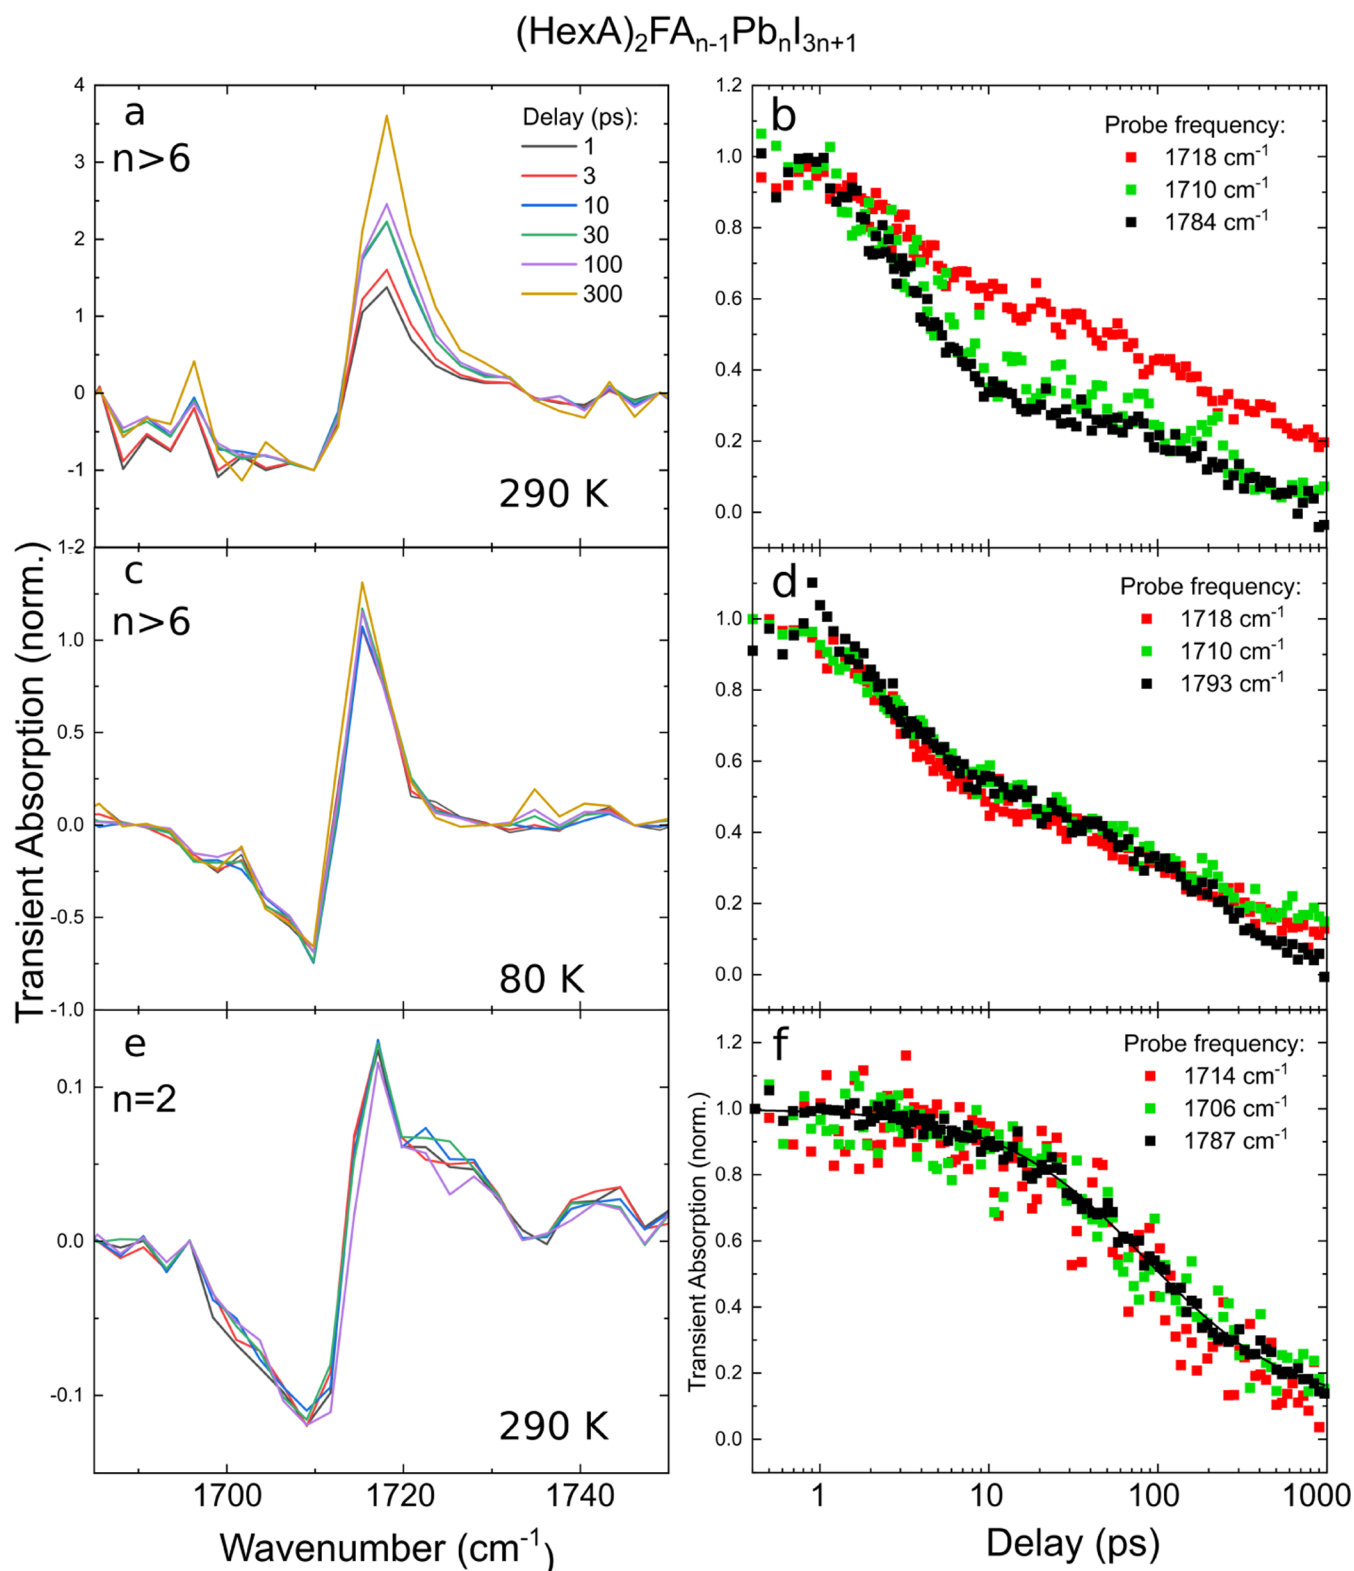 (HexA)₂FAₙ₋₁PbₙI₃ₙ₊₁
a
n>6
Delay (ps):
1
3
10
30
100
300
290 K
4
3
2
1
0
-1
-2
b
Probe frequency:
1718 cm⁻¹
1710 cm⁻¹
1784 cm⁻¹
1.2
1.0
0.8
0.6
0.4
0.2
0.0
Transient Absorption (norm.)
c
n>6
80 K
1.0
0.5
0.0
-0.5
-1.0
d
Probe frequency:
1718 cm⁻¹
1710 cm⁻¹
1793 cm⁻¹
1.0
0.8
0.6
0.4
0.2
0.0
e
n=2
290 K
0.1
0.0
-0.1
1700
1720
1740
Wavenumber (cm⁻¹)
f
Probe frequency:
1714 cm⁻¹
1706 cm⁻¹
1787 cm⁻¹
Transient Absorption (norm.)
1.2
1.0
0.8
0.6
0.4
0.2
0.0
1
10
100
1000
Delay (ps)